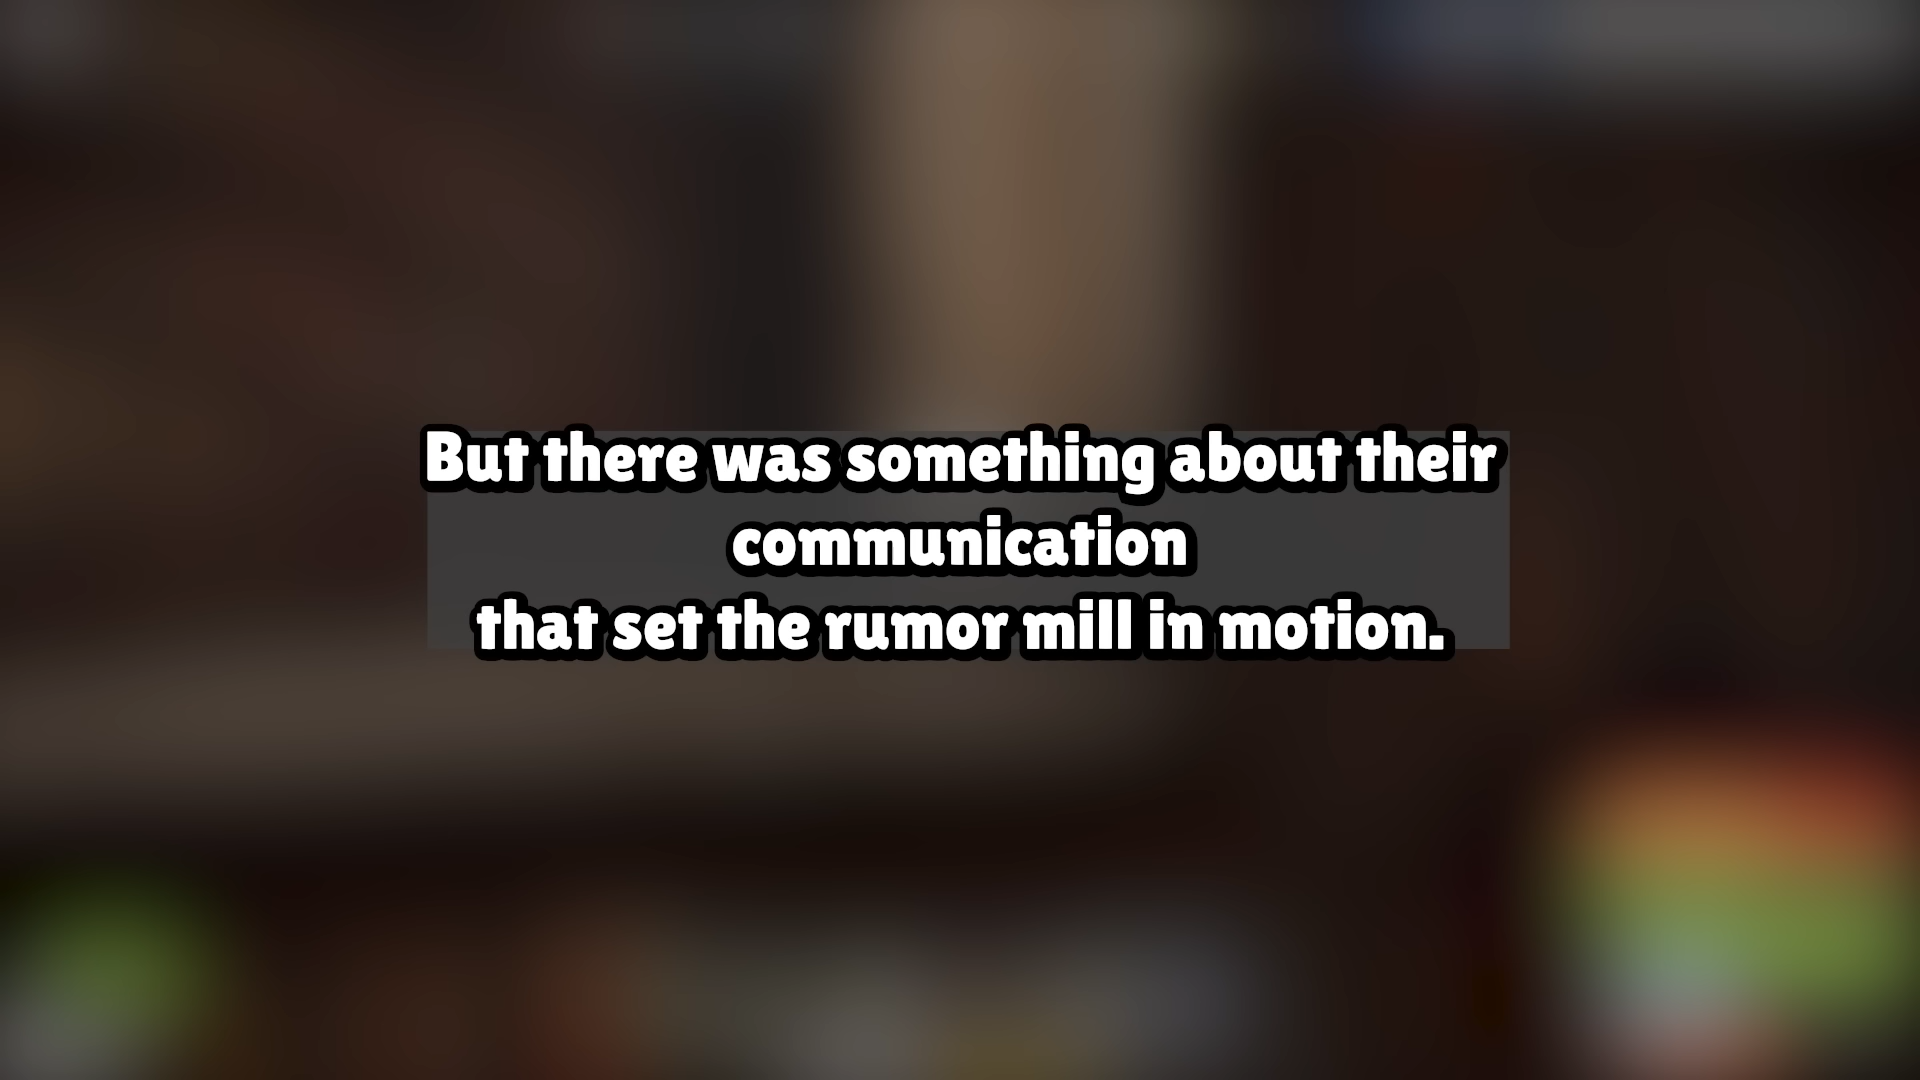 But there was something about their
communication
that set the rumor mill in motion.